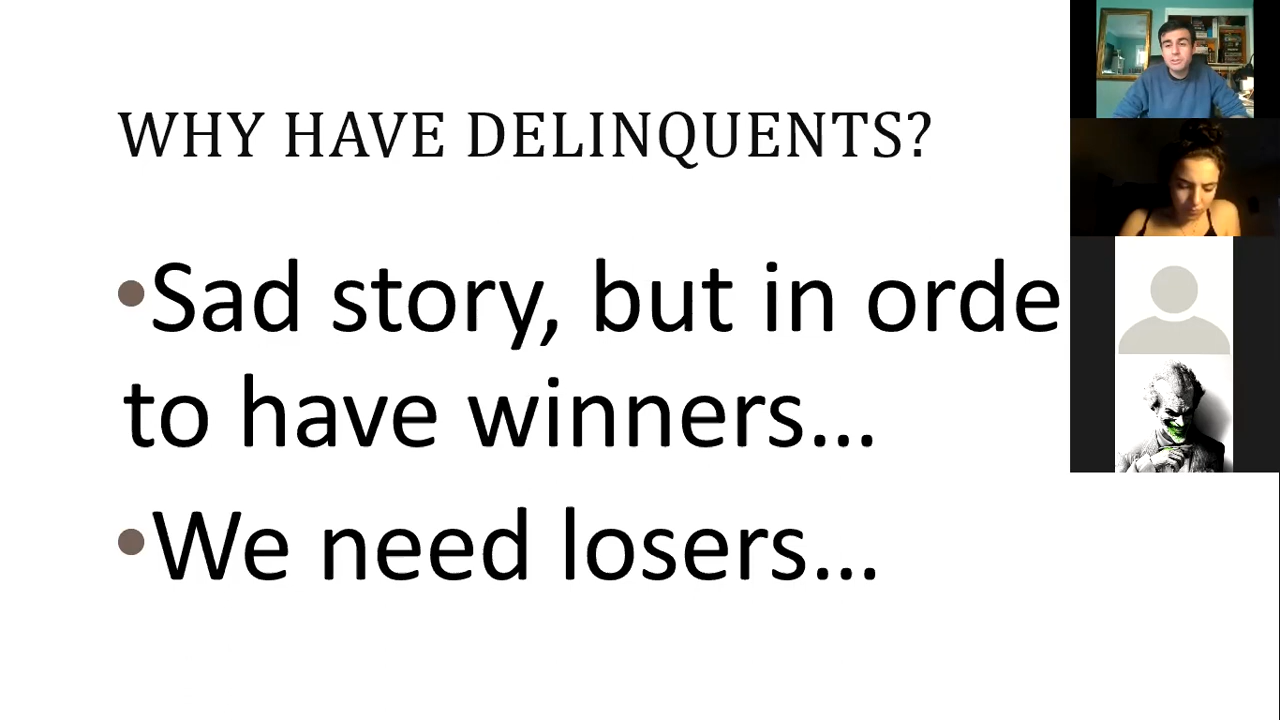 WHY HAVE DELINQUENTS?
•Sad story, but in orde
to have winners...
•We need losers...